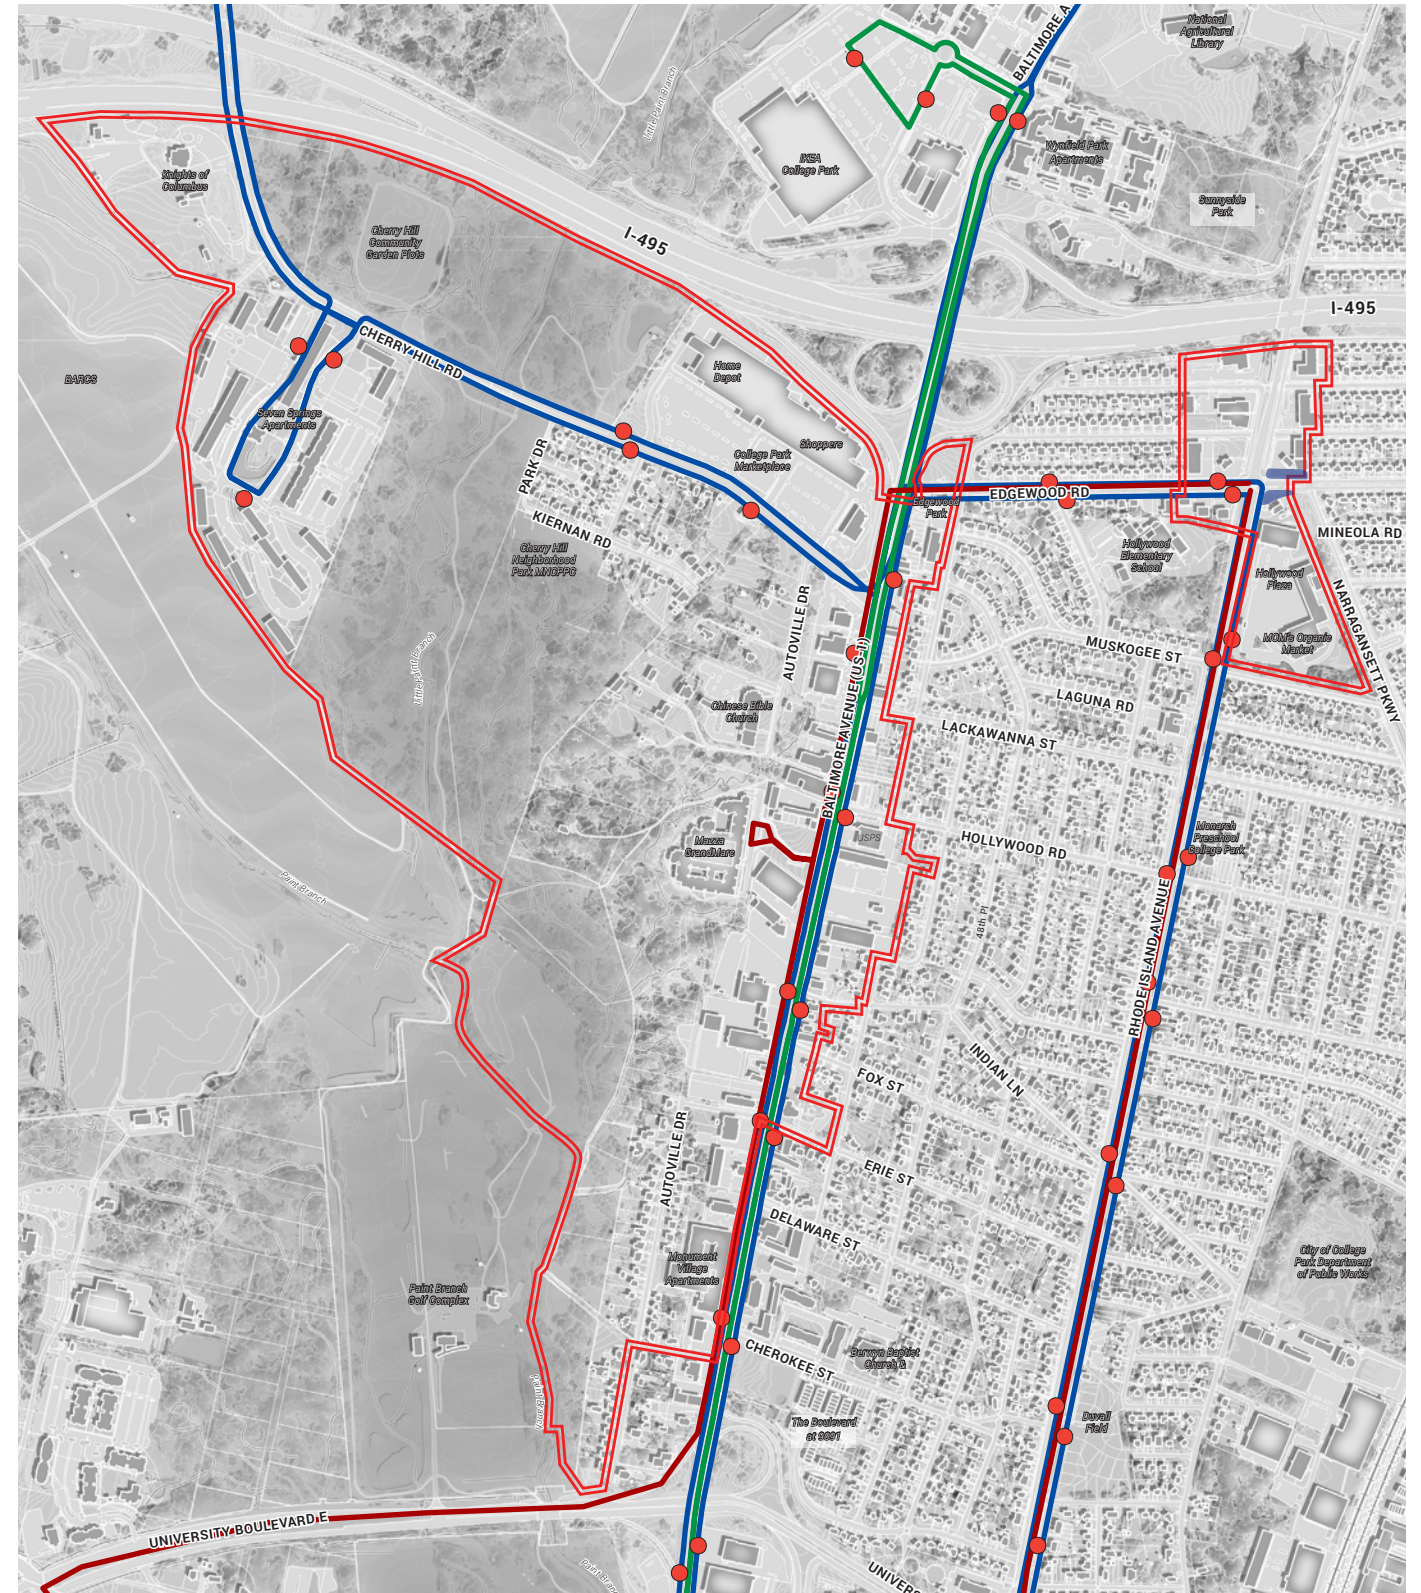 BALTIMORE A
National
Agricultural
Library
Little Paint Branch
IKEA
College Park
Wynfield Park
Apartments
Knights of
Columbus
Sunnyside
Park
Cherry Hill
Community
Garden Plots
I-495
I-495
CHERRY HILL RD
BARCS
Home
Depot
Seven Springs
Apartments
Shoppers
College Park
Marketplace
PARK DR
EDGEWOOD RD
Edgewood
Park
KIERNAN RD
Cherry Hill
Neighborhood
Park MNCPPC
Hollywood
Elementary
School
MINEOLA RD
Hollywood
Plaza
NARRAGANSETT PKWY
AUTOVILLE DR
MOM's Organic
Market
MUSKOGEE ST
Little Paint Branch
LAGUNA RD
Chinese Bible
Church
LACKAWANNA ST
BALTIMORE AVENUE (US 1)
USPS
Mazza
GrandMarc
HOLLYWOOD RD
Monarch
Preschool
College Park
Paint Branch
48th Pl
RHODE ISLAND AVENUE
INDIAN LN
FOX ST
AUTOVILLE DR
ERIE ST
DELAWARE ST
Monument
Village
Apartments
City of College
Park Department
of Public Works
Paint Branch
Golf Complex
CHEROKEE ST
Berwyn Baptist
Church &
Paint Branch
The Boulevard
at 9091
Duvall
Field
UNIVERSITY BOULEVARD E
Paint Branch
UNIVERS